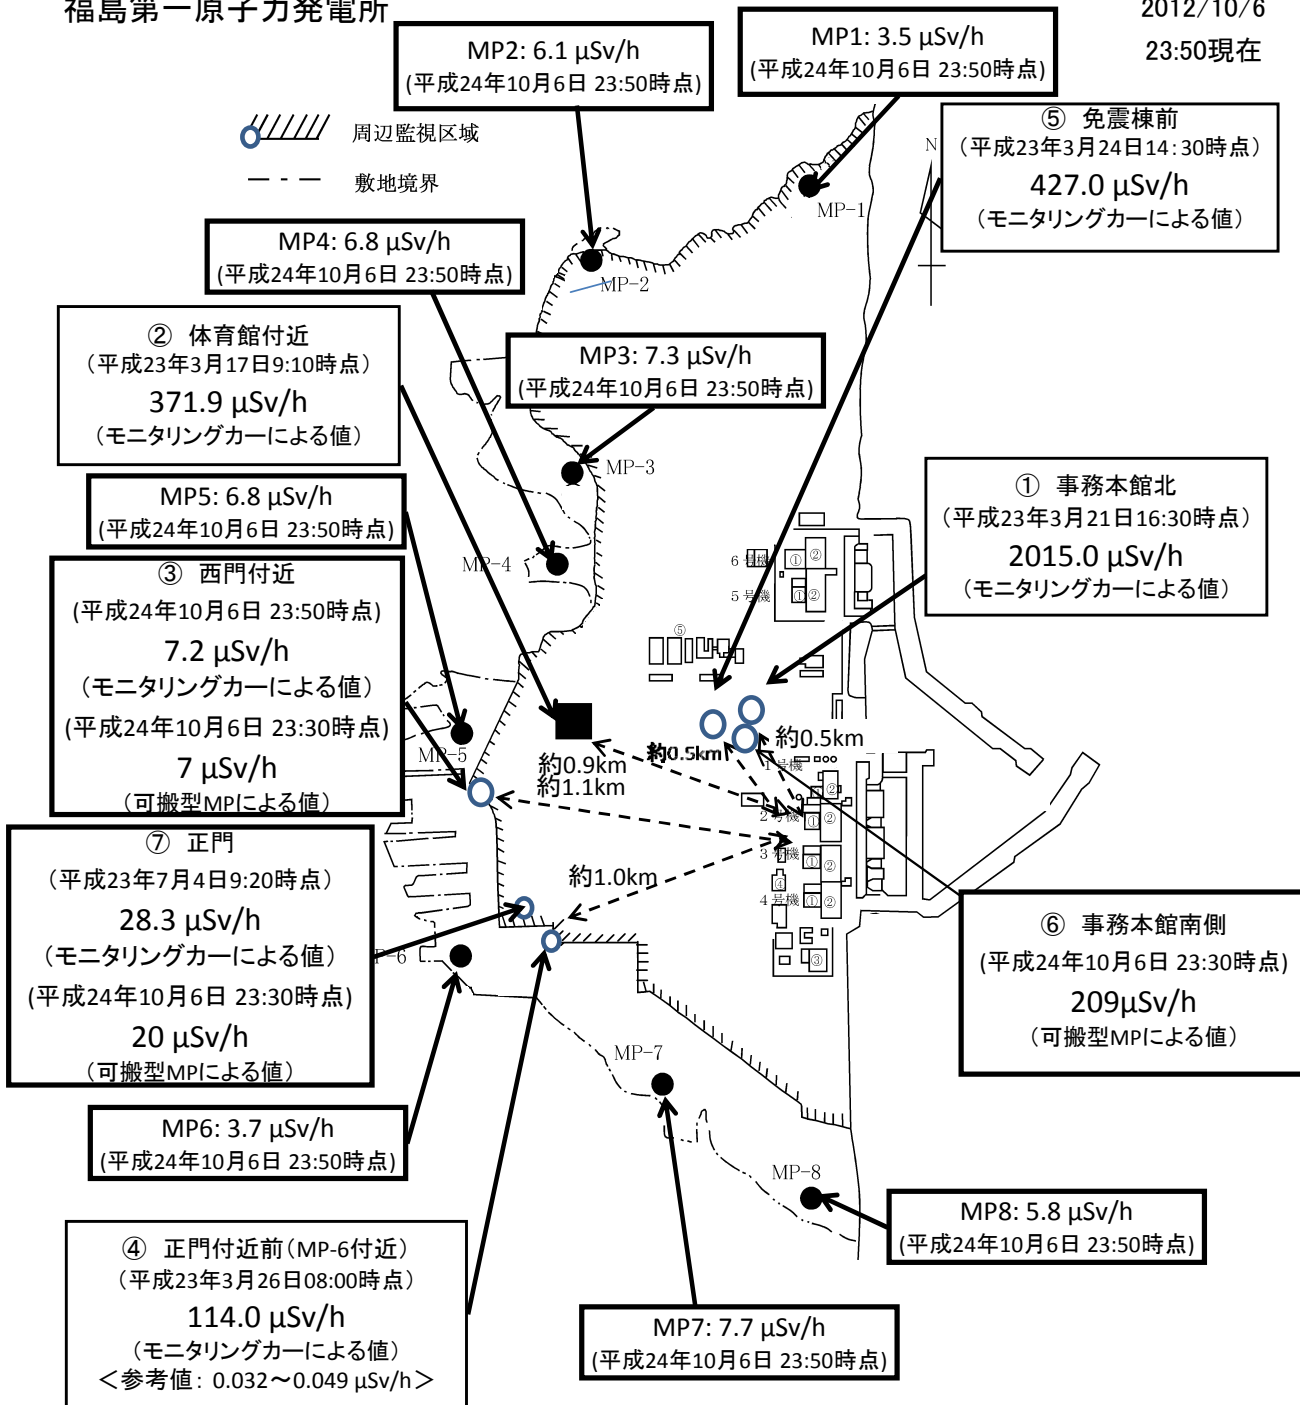 福島第一原子力発電所
2012/10/6
23:50現在
MP2: 6.1 μSv/h
(平成24年10月6日 23:50時点)
MP1: 3.5 μSv/h
(平成24年10月6日 23:50時点)
周辺監視区域
敷地境界
⑤ 免震棟前
(平成23年3月24日14:30時点)
427.0 μSv/h
(モニタリングカーによる値)
N
MP-1
MP4: 6.8 μSv/h
(平成24年10月6日 23:50時点)
MP-2
② 体育館付近
(平成23年3月17日9:10時点)
371.9 μSv/h
(モニタリングカーによる値)
MP3: 7.3 μSv/h
(平成24年10月6日 23:50時点)
MP-3
MP5: 6.8 μSv/h
(平成24年10月6日 23:50時点)
① 事務本館北
(平成23年3月21日16:30時点)
2015.0 μSv/h
(モニタリングカーによる値)
MP-4
6号機
① ②
5号機
① ②
③ 西門付近
(平成24年10月6日 23:50時点)
7.2 μSv/h
(モニタリングカーによる値)
(平成24年10月6日 23:30時点)
7 μSv/h
(可搬型MPによる値)
⑤
MP-5
約0.9km
約1.1km
約0.5km
約0.5km
1号機
②
2号機
① ②
3号機
① ②
④
4号機
① ②
③
約1.0km
⑦ 正門
(平成23年7月4日9:20時点)
28.3 μSv/h
(モニタリングカーによる値)
(平成24年10月6日 23:30時点)
20 μSv/h
(可搬型MPによる値)
P-6
⑥ 事務本館南側
(平成24年10月6日 23:30時点)
209μSv/h
(可搬型MPによる値)
MP-7
MP6: 3.7 μSv/h
(平成24年10月6日 23:50時点)
MP-8
MP8: 5.8 μSv/h
(平成24年10月6日 23:50時点)
④ 正門付近前(MP-6付近)
(平成23年3月26日08:00時点)
114.0 μSv/h
(モニタリングカーによる値)
<参考値: 0.032～0.049 μSv/h>
MP7: 7.7 μSv/h
(平成24年10月6日 23:50時点)